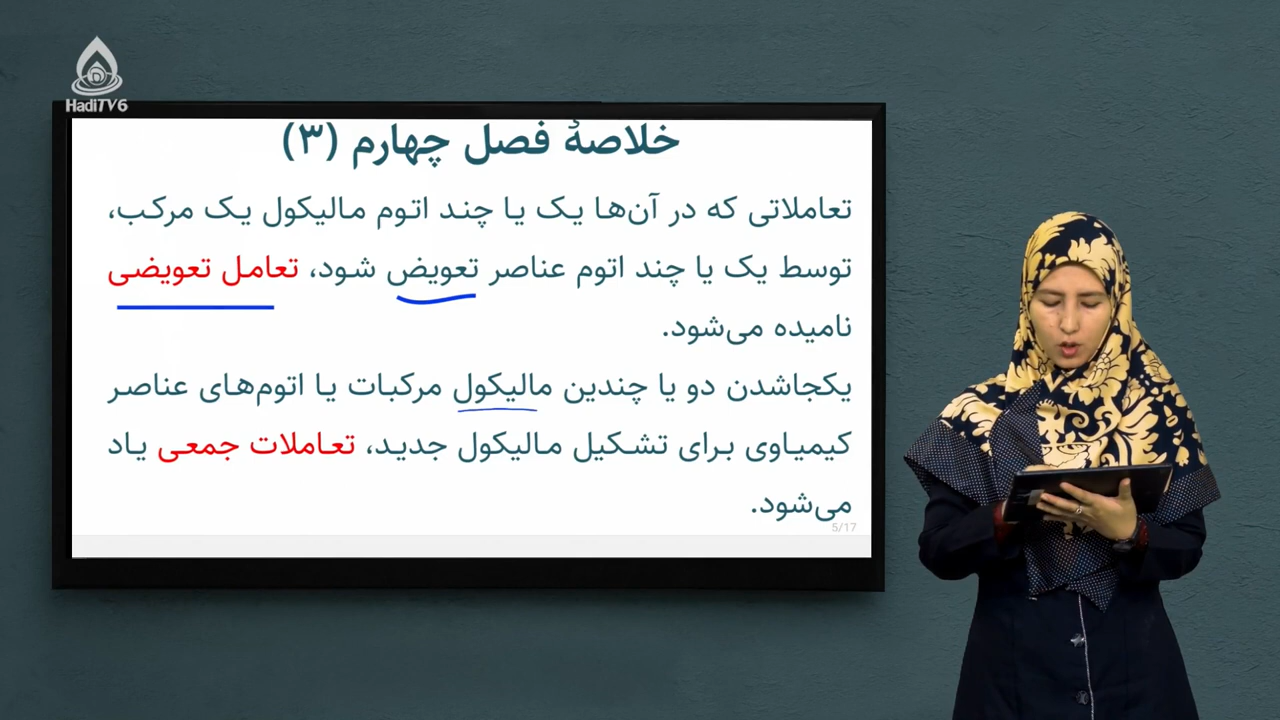 HadiTV6
خلاصهٔ فصل چهارم (۳)
تعاملاتی که در آن‌ها یک یا چند اتوم مالیکول یک مرکب،
توسط یک یا چند اتوم عناصر تعویض شود، تعامل تعویضی
نامیده می‌شود.
یکجاشدن دو یا چندین مالیکول مرکبات یا اتوم‌های عناصر
کیمیاوی برای تشکیل مالیکول جدید، تعاملات جمعی یاد
می‌شود.
5/17